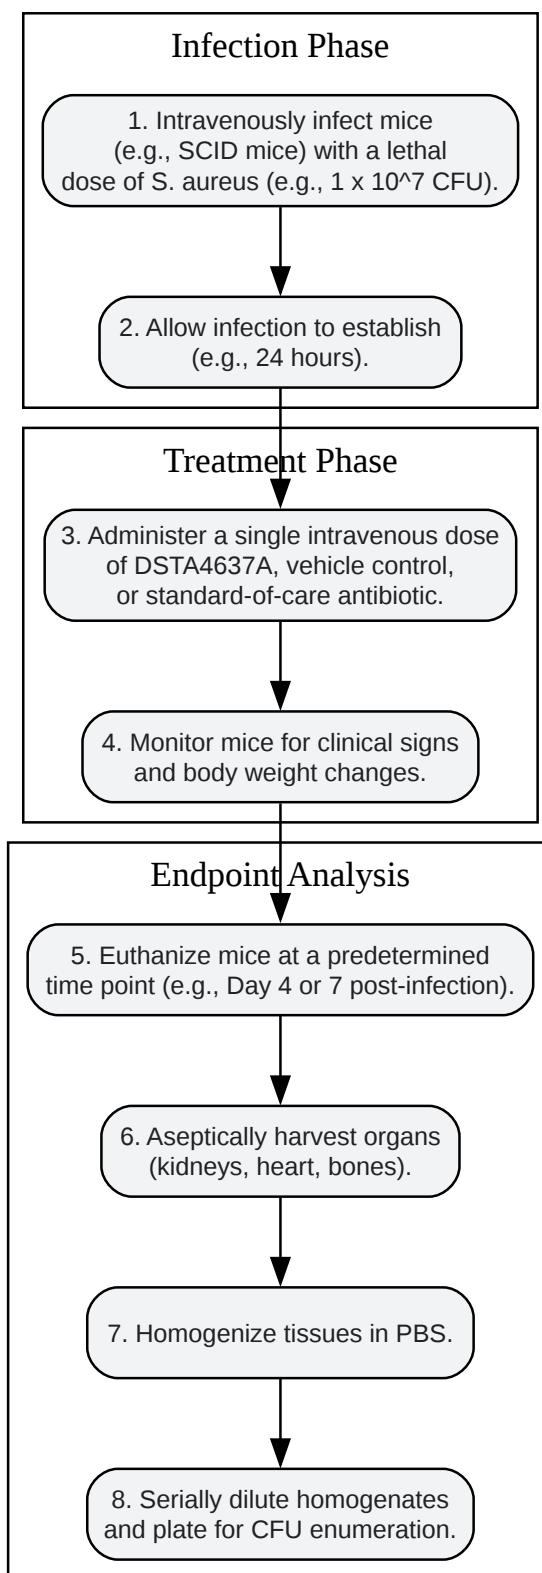 Infection Phase
1. Intravenously infect mice
(e.g., SCID mice) with a lethal
dose of S. aureus (e.g., 1 x 10^7 CFU).
2. Allow infection to establish
(e.g., 24 hours).
Treatment Phase
3. Administer a single intravenous dose
of DSTA4637A, vehicle control,
or standard-of-care antibiotic.
4. Monitor mice for clinical signs
and body weight changes.
Endpoint Analysis
5. Euthanize mice at a predetermined
time point (e.g., Day 4 or 7 post-infection).
6. Aseptically harvest organs
(kidneys, heart, bones).
7. Homogenize tissues in PBS.
8. Serially dilute homogenates
and plate for CFU enumeration.